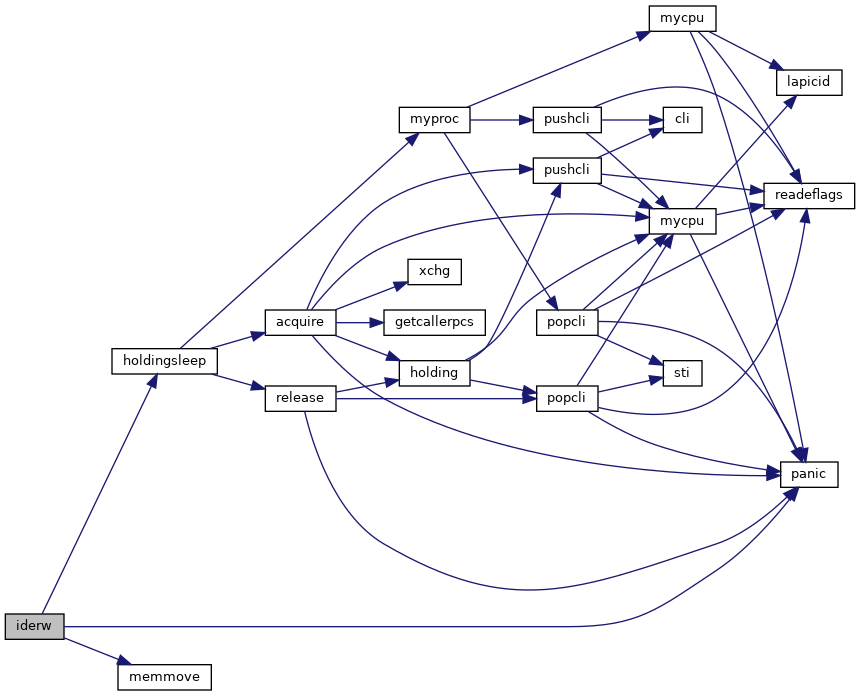 mycpu
lapicid
myproc
pushcli
cli
pushcli
readeflags
mycpu
xchg
acquire
getcallerpcs
popcli
holdingsleep
holding
sti
release
popcli
panic
iderw
memmove